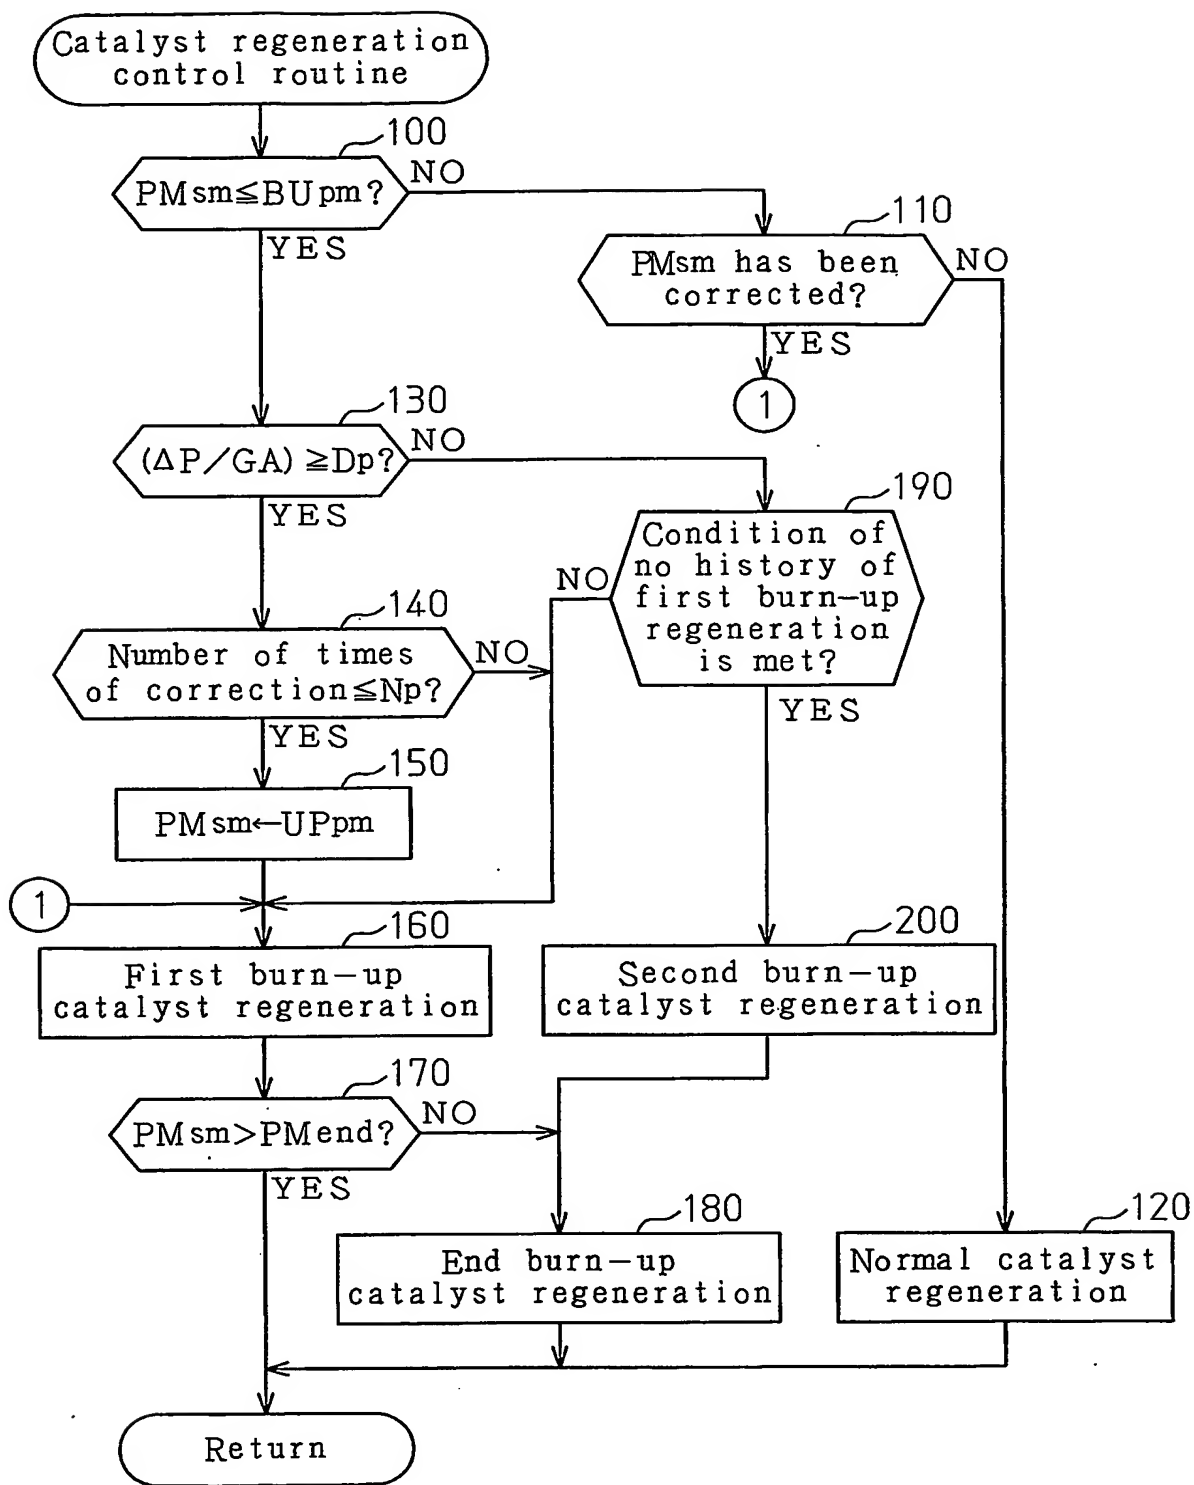 Catalyst regeneration
control routine
100
PMsm≦BUpm?
NO
YES
110
PMsm has been
corrected?
NO
YES
1
130
(ΔP/GA) ≧Dp?
NO
YES
190
Condition of
no history of
first burn-up
regeneration
is met?
NO
YES
140
Number of times
of correction≦Np?
NO
YES
150
PMsm←UPpm
1
160
First burn-up
catalyst regeneration
200
Second burn-up
catalyst regeneration
170
PMsm>PMend?
NO
YES
180
End burn-up
catalyst regeneration
120
Normal catalyst
regeneration
Return